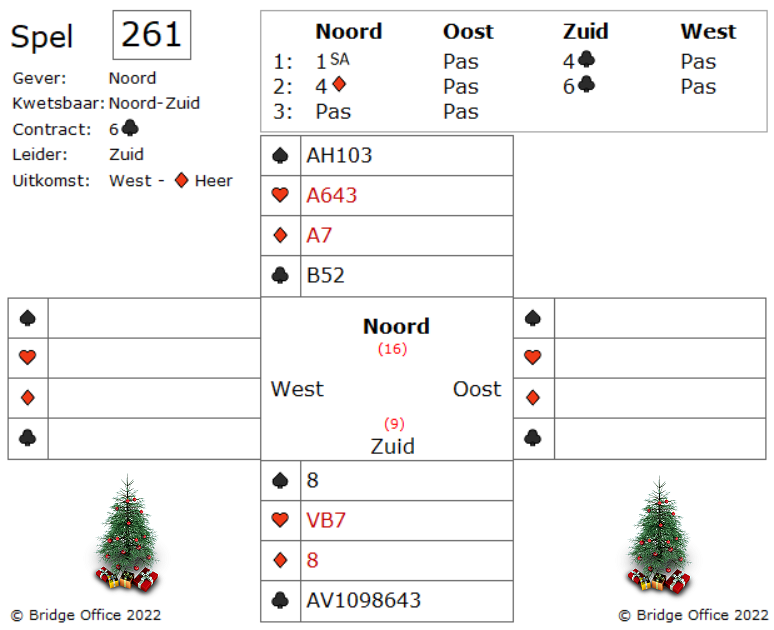 Spel 261
Gever: Noord
Kwetsbaar: Noord-Zuid
Contract: 6♣
Leider: Zuid
Uitkomst: West - ♦ Heer
Noord Oost Zuid West
1: 1SA Pas 4♣ Pas
2: 4♦ Pas 6♣ Pas
3: Pas Pas
♠ AH103
♥ A643
♦ A7
♣ B52
♠ ♠
♥ ♥
♦ ♦
♣ ♣
Noord
(16)
West Oost
(9)
Zuid
♠ 8
♥ VB7
♦ 8
♣ AV1098643
© Bridge Office 2022 © Bridge Office 2022